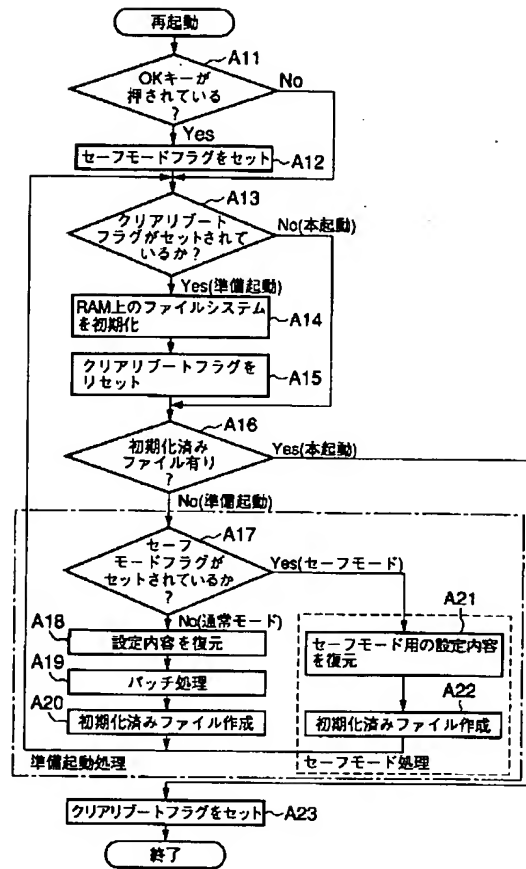 再起動
A11
OKキーが
押されている
?
No
Yes
セーフモードフラグをセット
A12
A13
クリアリブート
フラグがセットされて
いるか?
No(本起動)
Yes(準備起動)
RAM上のファイルシステム
を初期化
A14
クリアリブートフラグを
リセット
A15
A16
初期化済み
ファイル有り
?
Yes(本起動)
No(準備起動)
A17
セーフ
モードフラグが
セットされているか
?
Yes(セーフモード)
No(通常モード)
A18
設定内容を復元
A19
パッチ処理
A20
初期化済みファイル作成
A21
セーフモード用の設定内容
を復元
A22
初期化済みファイル作成
準備起動処理
セーフモード処理
クリアリブートフラグをセット
A23
終了